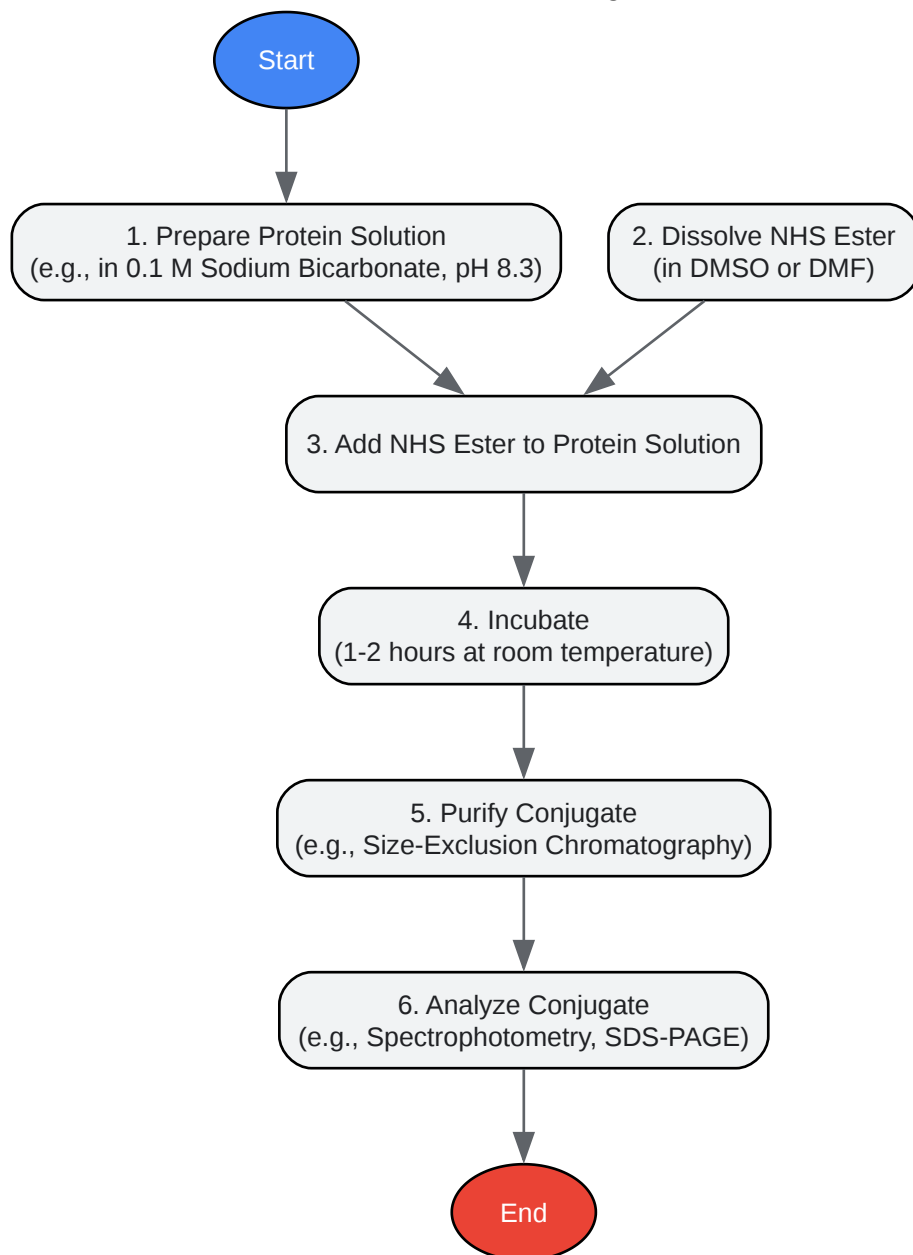 Start
1. Prepare Protein Solution
(e.g., in 0.1 M Sodium Bicarbonate, pH 8.3)
2. Dissolve NHS Ester
(in DMSO or DMF)
3. Add NHS Ester to Protein Solution
4. Incubate
(1-2 hours at room temperature)
5. Purify Conjugate
(e.g., Size-Exclusion Chromatography)
6. Analyze Conjugate
(e.g., Spectrophotometry, SDS-PAGE)
End